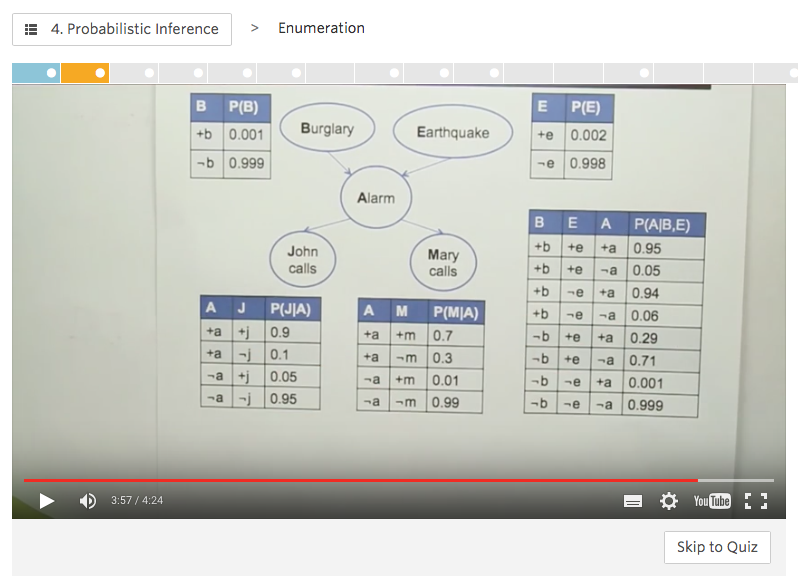 4. Probabilistic Inference > Enumeration
B P(B)
+b 0.001
¬b 0.999
Burglary
Earthquake
E P(E)
+e 0.002
¬e 0.998
Alarm
John
calls
Mary
calls
B E A P(A|B,E)
+b +e +a 0.95
+b +e ¬a 0.05
+b ¬e +a 0.94
+b ¬e ¬a 0.06
¬b +e +a 0.29
¬b +e ¬a 0.71
¬b ¬e +a 0.001
¬b ¬e ¬a 0.999
A J P(J|A)
+a +j 0.9
+a ¬j 0.1
¬a +j 0.05
¬a ¬j 0.95
A M P(M|A)
+a +m 0.7
+a ¬m 0.3
¬a +m 0.01
¬a ¬m 0.99
3:57 / 4:24
YouTube
Skip to Quiz